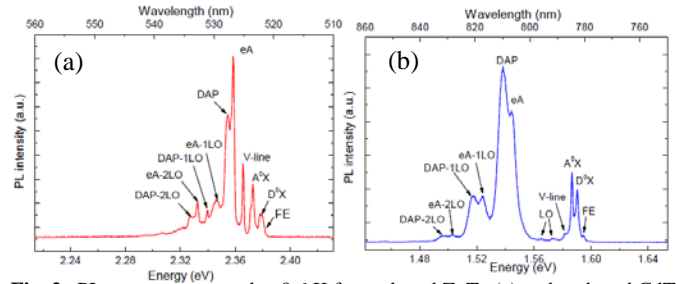 Wavelength (nm)
560 550 540 530 520 510
(a)
eA
DAP
eA-1LO
DAP-1LO
eA-2LO
DAP-2LO
V-line
A⁰X
D⁰X
FE
PL intensity (a.u.)
2.24 2.28 2.32 2.36 2.40
Energy (eV)
Wavelength (nm)
860 840 820 800 780 760
(b)
DAP
eA
eA-1LO
DAP-1LO
eA-2LO
DAP-2LO
V-line
LO
A⁰X
D⁰X
FE
PL intensity (a.u.)
1.48 1.52 1.56 1.60 1.64
Energy (eV)